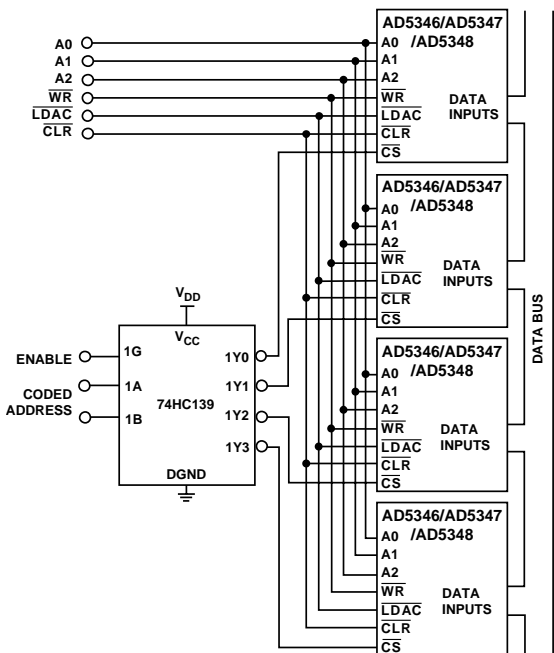 A0
A1
A2
WR
LDAC
CLR
AD5346/AD5347
/AD5348
A0
A1
A2
WR
LDAC
CLR
CS
DATA
INPUTS
AD5346/AD5347
/AD5348
A0
A1
A2
WR
LDAC
CLR
CS
DATA
INPUTS
DATA BUS
VDD
VCC
ENABLE
CODED
ADDRESS
1G
1A
1B
74HC139
1Y0
1Y1
1Y2
1Y3
DGND
AD5346/AD5347
/AD5348
A0
A1
A2
WR
LDAC
CLR
CS
DATA
INPUTS
AD5346/AD5347
/AD5348
A0
A1
A2
WR
LDAC
CLR
CS
DATA
INPUTS